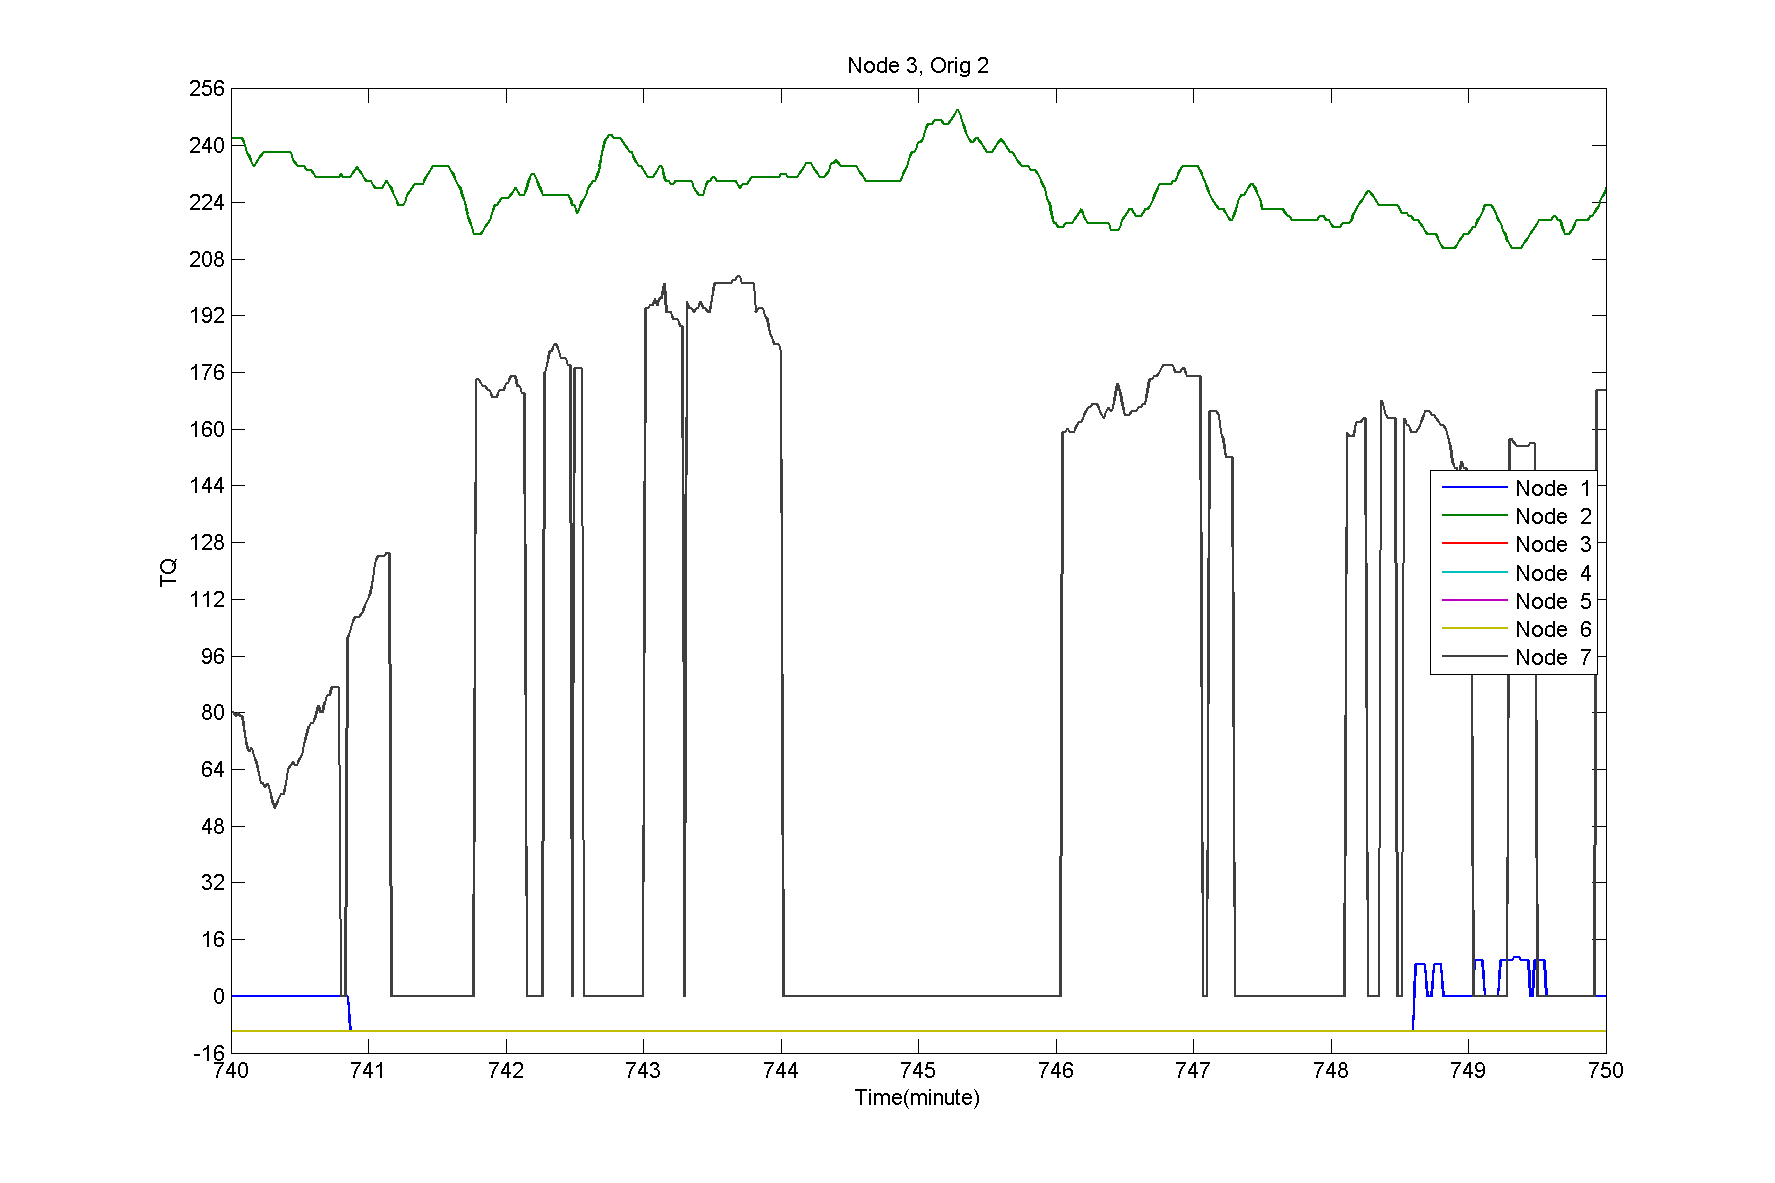 Node 3, Orig 2
256
240
224
208
192
176
160
144
128
112
96
80
64
48
32
16
0
-16
TQ
Node 1
Node 2
Node 3
Node 4
Node 5
Node 6
Node 7
740 741 742 743 744 745 746 747 748 749 750
Time(minute)